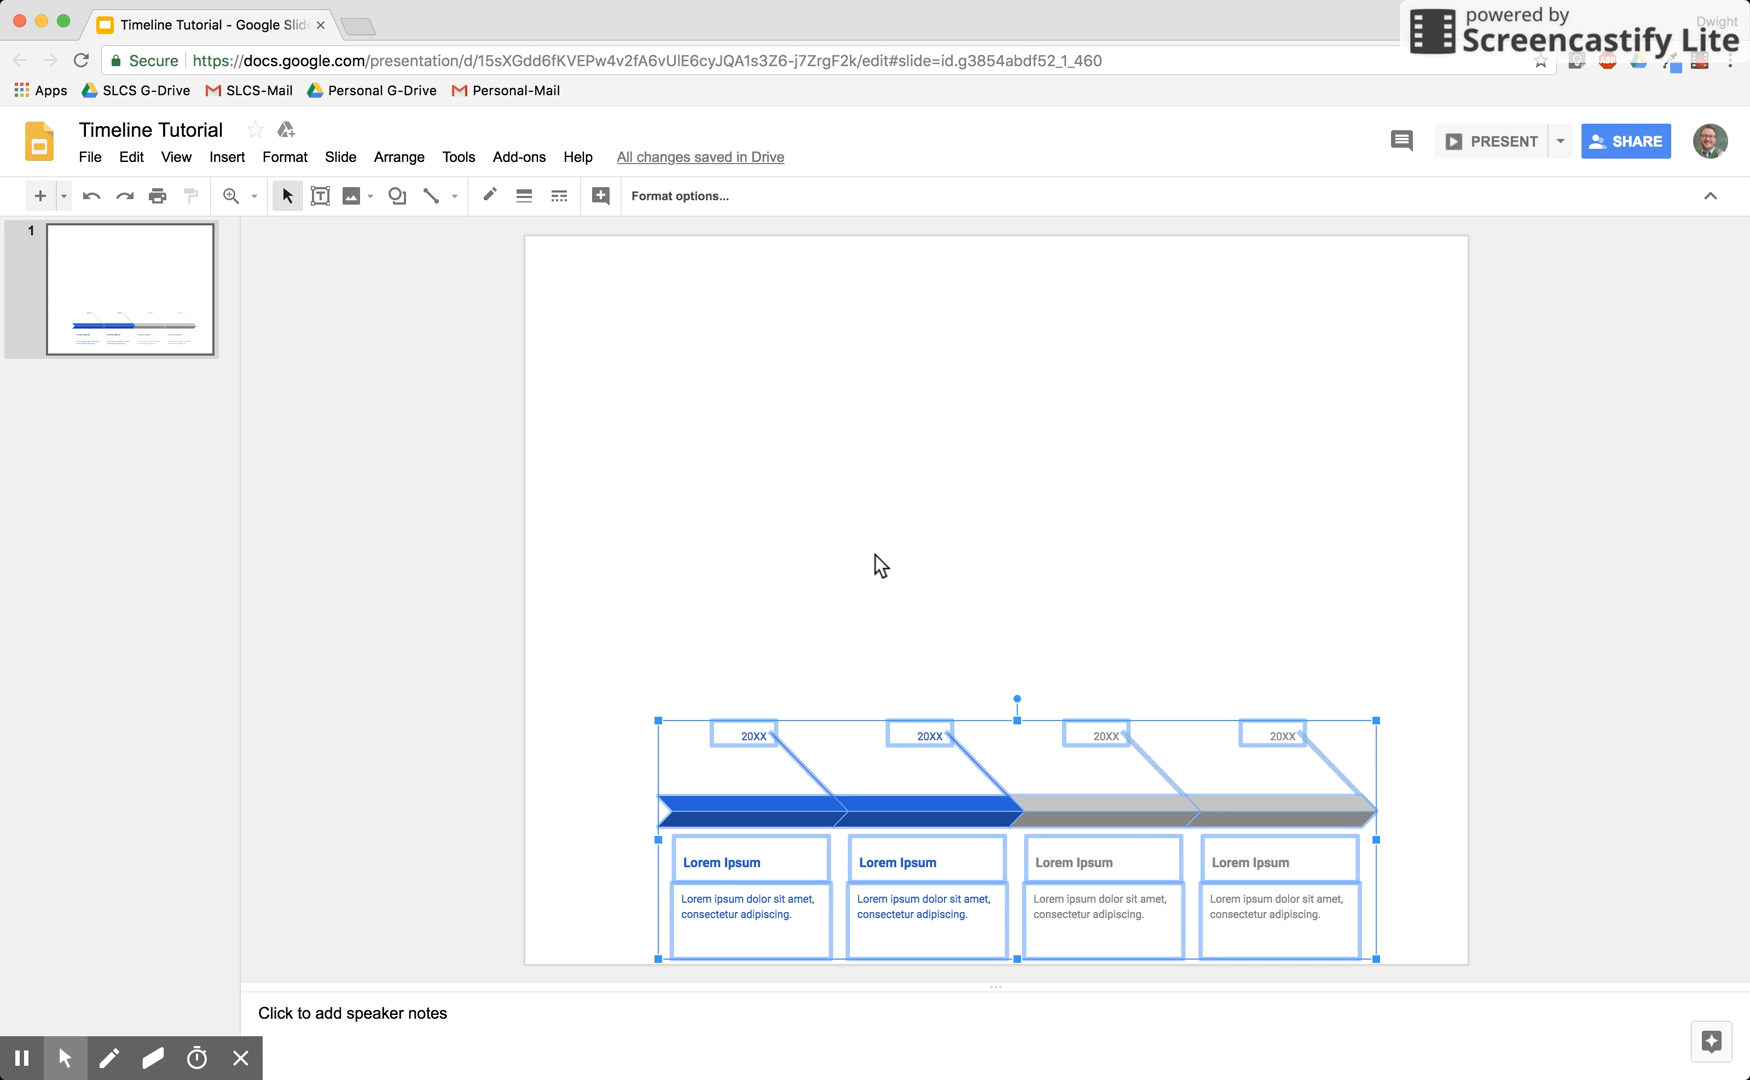 Timeline Tutorial - Google Slid
powered by
Screencastify Lite
Dwight
Secure
https://docs.google.com/presentation/d/15sXGdd6fKVEPw4v2fA6vUlE6cyJQA1s3Z6-j7ZrgF2k/edit#slide=id.g3854abdf52_1_460
ABP
Apps
SLCS G-Drive
SLCS-Mail
Personal G-Drive
Personal-Mail
Timeline Tutorial
File Edit View Insert Format Slide Arrange Tools Add-ons Help
All changes saved in Drive
PRESENT
SHARE
Format options...
1
20XX
20XX
20XX
20XX
Lorem Ipsum
Lorem Ipsum
Lorem Ipsum
Lorem Ipsum
Lorem ipsum dolor sit amet,
consectetur adipiscing.
Lorem ipsum dolor sit amet,
consectetur adipiscing.
Lorem ipsum dolor sit amet,
consectetur adipiscing.
Lorem ipsum dolor sit amet,
consectetur adipiscing.
Click to add speaker notes